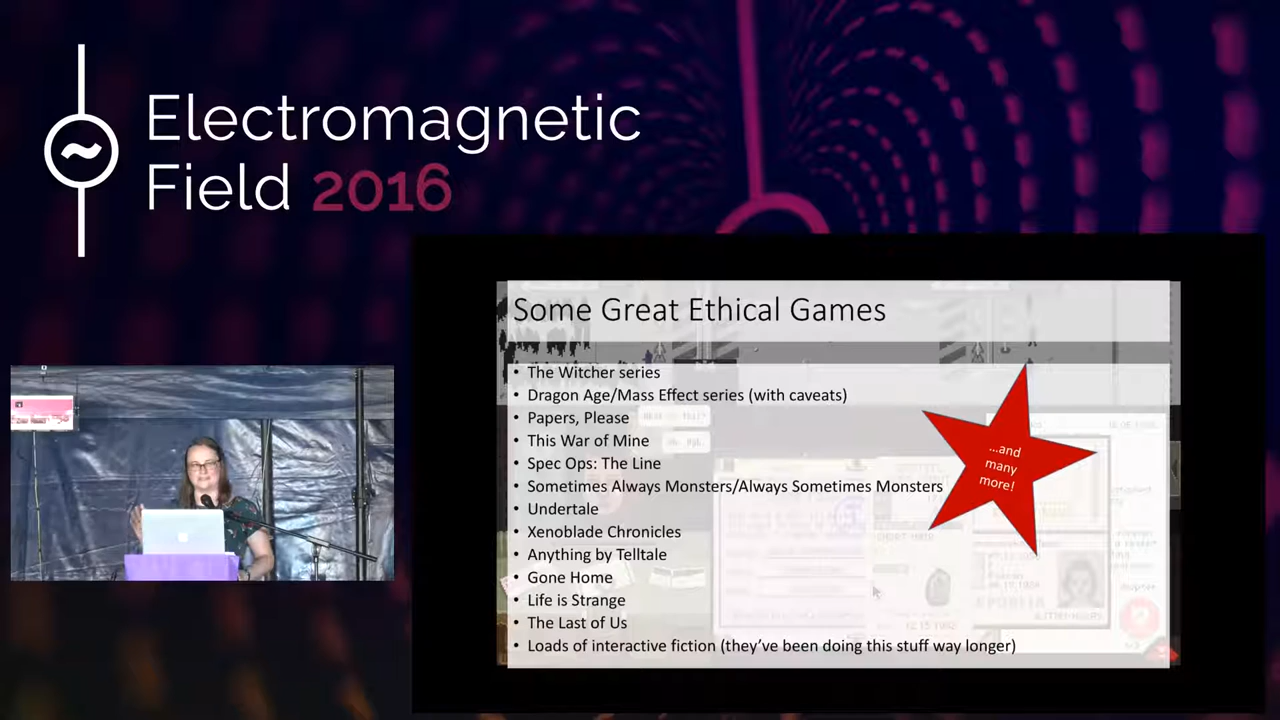 Electromagnetic
Field 2016
Some Great Ethical Games
• The Witcher series
• Dragon Age/Mass Effect series (with caveats)
• Papers, Please
• This War of Mine
• Spec Ops: The Line
• Sometimes Always Monsters/Always Sometimes Monsters
• Undertale
• Xenoblade Chronicles
• Anything by Telltale
• Gone Home
• Life is Strange
• The Last of Us
• Loads of interactive fiction (they've been doing this stuff way longer)
...and
many
more!